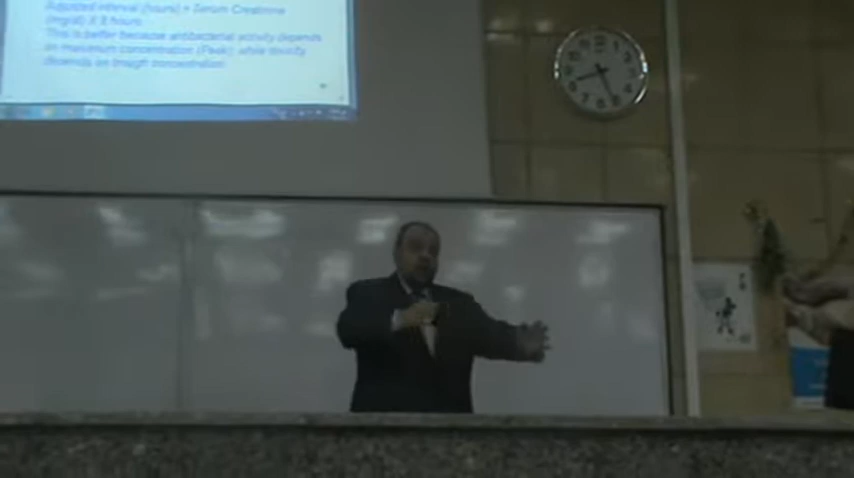 Adjusted interval (hours) = Serum Creatinine
(mg/dl) X 8 hours
This is better because antibacterial activity depends
on maximum concentration (Peak) while toxicity
depends on trough concentration